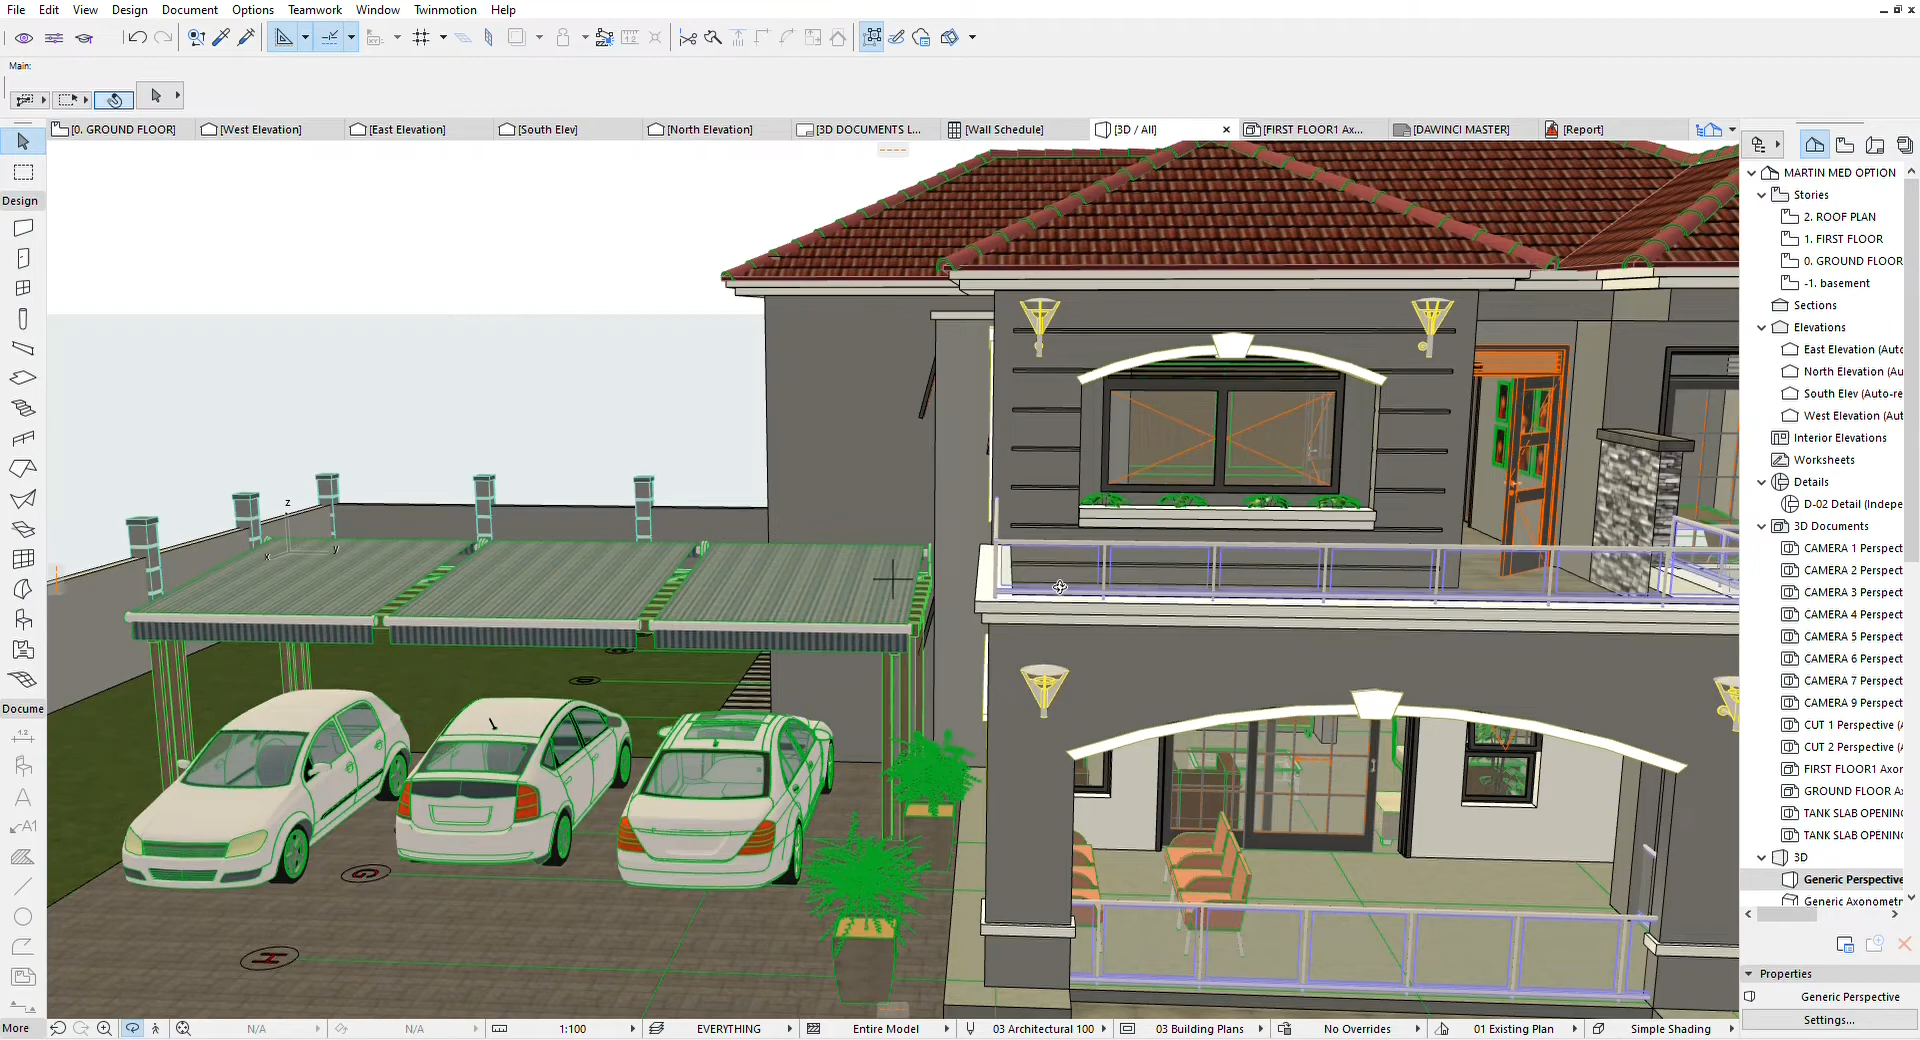 File Edit View Design Document Options Teamwork Window Twinmotion Help
Main:
[0. GROUND FLOOR] [West Elevation] [East Elevation] [South Elev] [North Elevation] [3D DOCUMENTS L... [Wall Schedule] [3D / All] [FIRST FLOOR1 Ax... [DAWINCI MASTER] [Report]
Design
Docume
1.2
A
A1
More
z
x
y
G
H
MARTIN MED OPTION
Stories
2. ROOF PLAN
1. FIRST FLOOR
0. GROUND FLOOR
-1. basement
Sections
Elevations
East Elevation (Auto
North Elevation (Au
South Elev (Auto-re
West Elevation (Aut
Interior Elevations
Worksheets
Details
D-02 Detail (Indepe
3D Documents
CAMERA 1 Perspect
CAMERA 2 Perspect
CAMERA 3 Perspect
CAMERA 4 Perspect
CAMERA 5 Perspect
CAMERA 6 Perspect
CAMERA 7 Perspect
CAMERA 9 Perspect
CUT 1 Perspective (A
CUT 2 Perspective (A
FIRST FLOOR1 Axor
GROUND FLOOR Ax
TANK SLAB OPENING
TANK SLAB OPENING
3D
Generic Perspective
Generic Axonometr
Properties
Generic Perspective
Settings...
N/A N/A 1:100 EVERYTHING Entire Model 03 Architectural 100 03 Building Plans No Overrides 01 Existing Plan Simple Shading